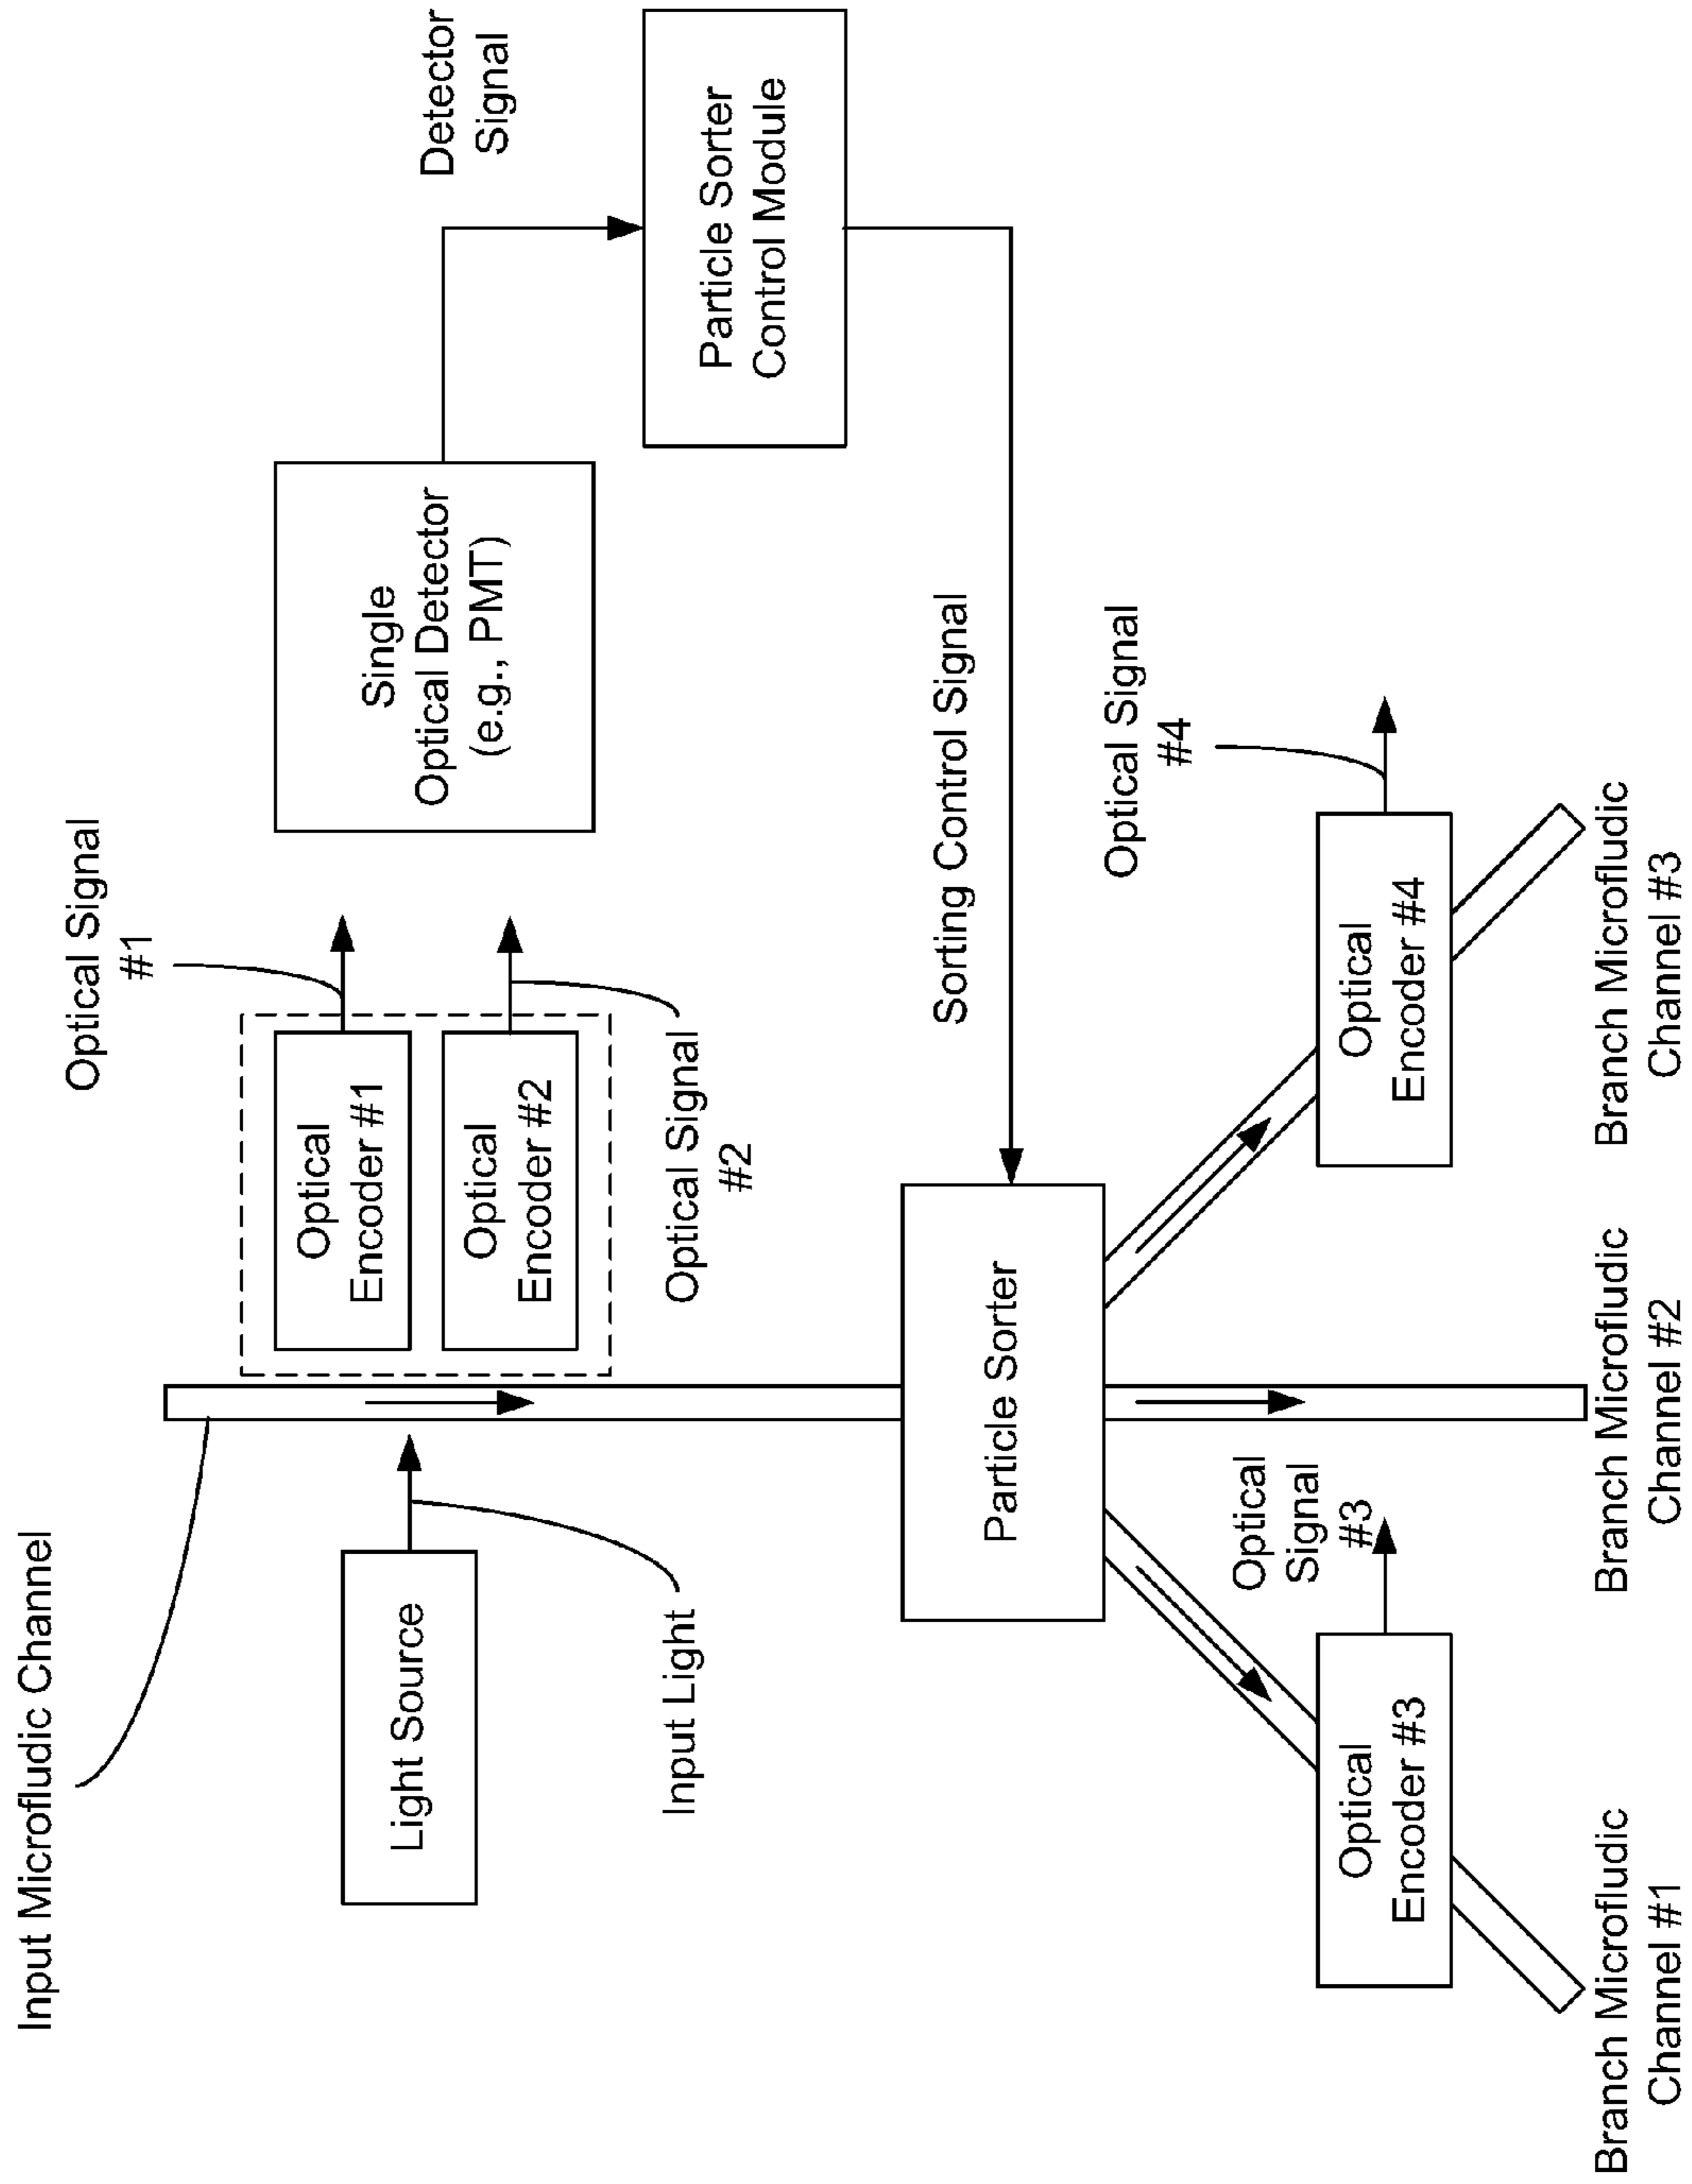 Input Microfludic Channel
Optical Signal
#1
Light Source
Input Light
Optical
Encoder #1
Optical
Encoder #2
Optical Signal
#2
Single
Optical Detector
(e.g., PMT)
Detector
Signal
Particle Sorter
Control Module
Sorting Control Signal
Particle Sorter
Optical
Signal
#3
Optical Signal
#4
Optical
Encoder #3
Optical
Encoder #4
Branch Microfludic
Channel #1
Branch Microfludic
Channel #2
Branch Microfludic
Channel #3